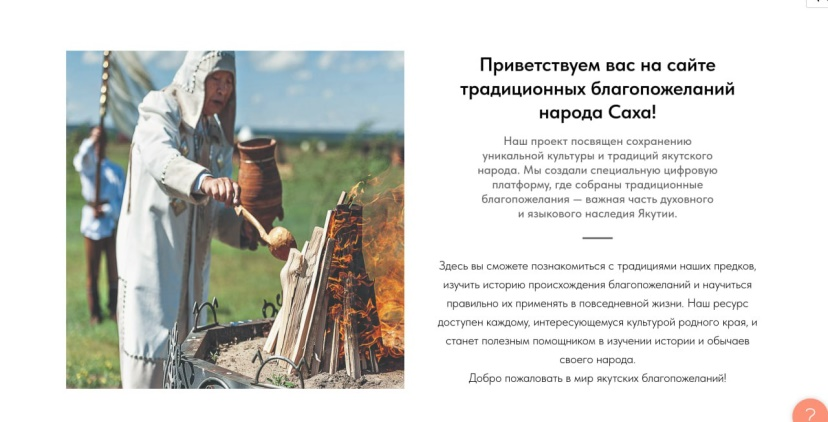 Приветствуем вас на сайте
традиционных благопожеланий
народа Саха!
Наш проект посвящен сохранению
уникальной культуры и традиций якутского
народа. Мы создали специальную цифровую
платформу, где собраны традиционные
благопожелания — важная часть духовного
и языкового наследия Якутии.
Здесь вы сможете познакомиться с традициями наших предков,
изучить историю происхождения благопожеланий и научиться
правильно их применять в повседневной жизни. Наш ресурс
доступен каждому, интересующемуся культурой родного края, и
станет полезным помощником в изучении истории и обычаев
своего народа.
Добро пожаловать в мир якутских благопожеланий!
?